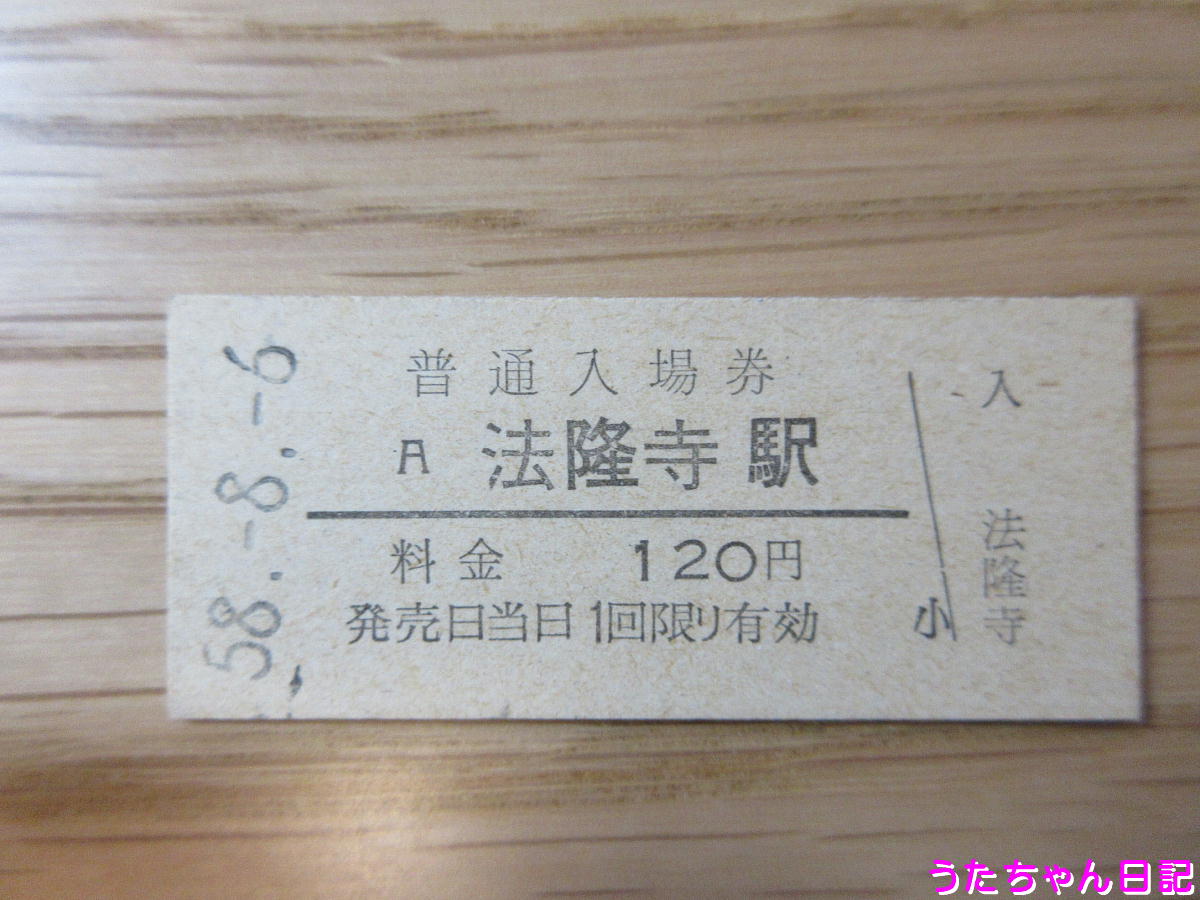 58.-8.-6
普通入場券
A 法隆寺駅
料金 120円
発売日当日1回限り有効
小
入
法隆寺
うたちゃん日記